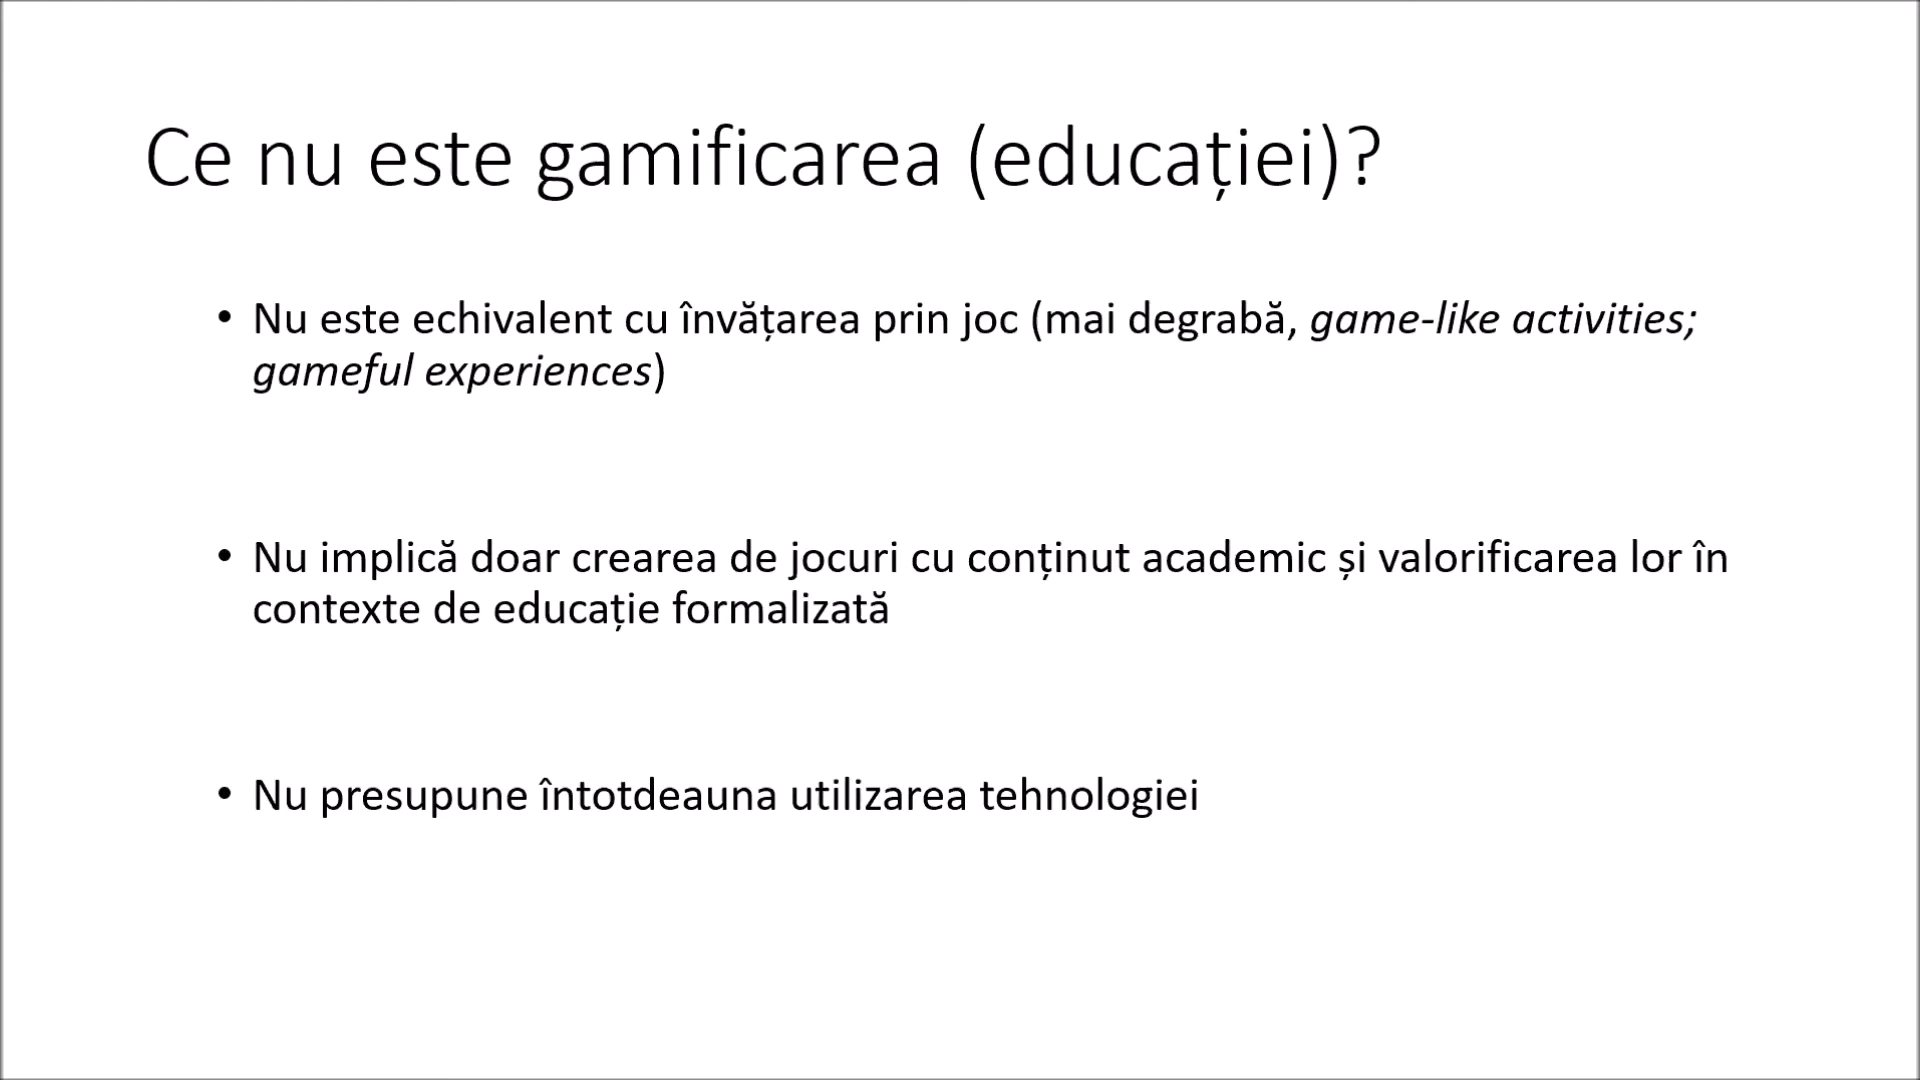 Ce nu este gamificarea (educației)?
• Nu este echivalent cu învățarea prin joc (mai degrabă, game-like activities;
gameful experiences)
• Nu implică doar crearea de jocuri cu conținut academic și valorificarea lor în
contexte de educație formalizată
• Nu presupune întotdeauna utilizarea tehnologiei